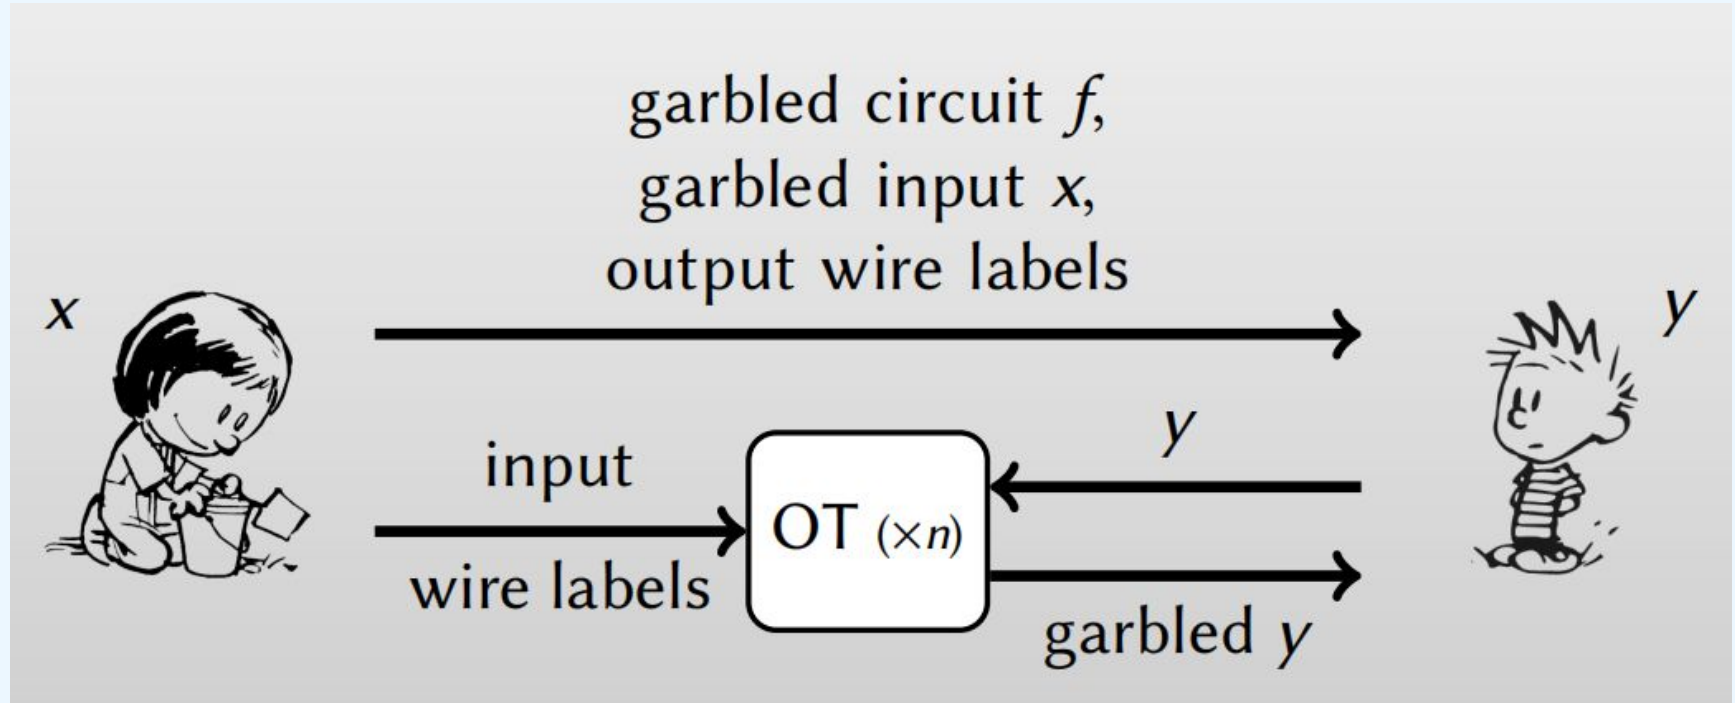 garbled circuit f,
garbled input x,
output wire labels
x
y
input
wire labels
OT (×n)
y
garbled y